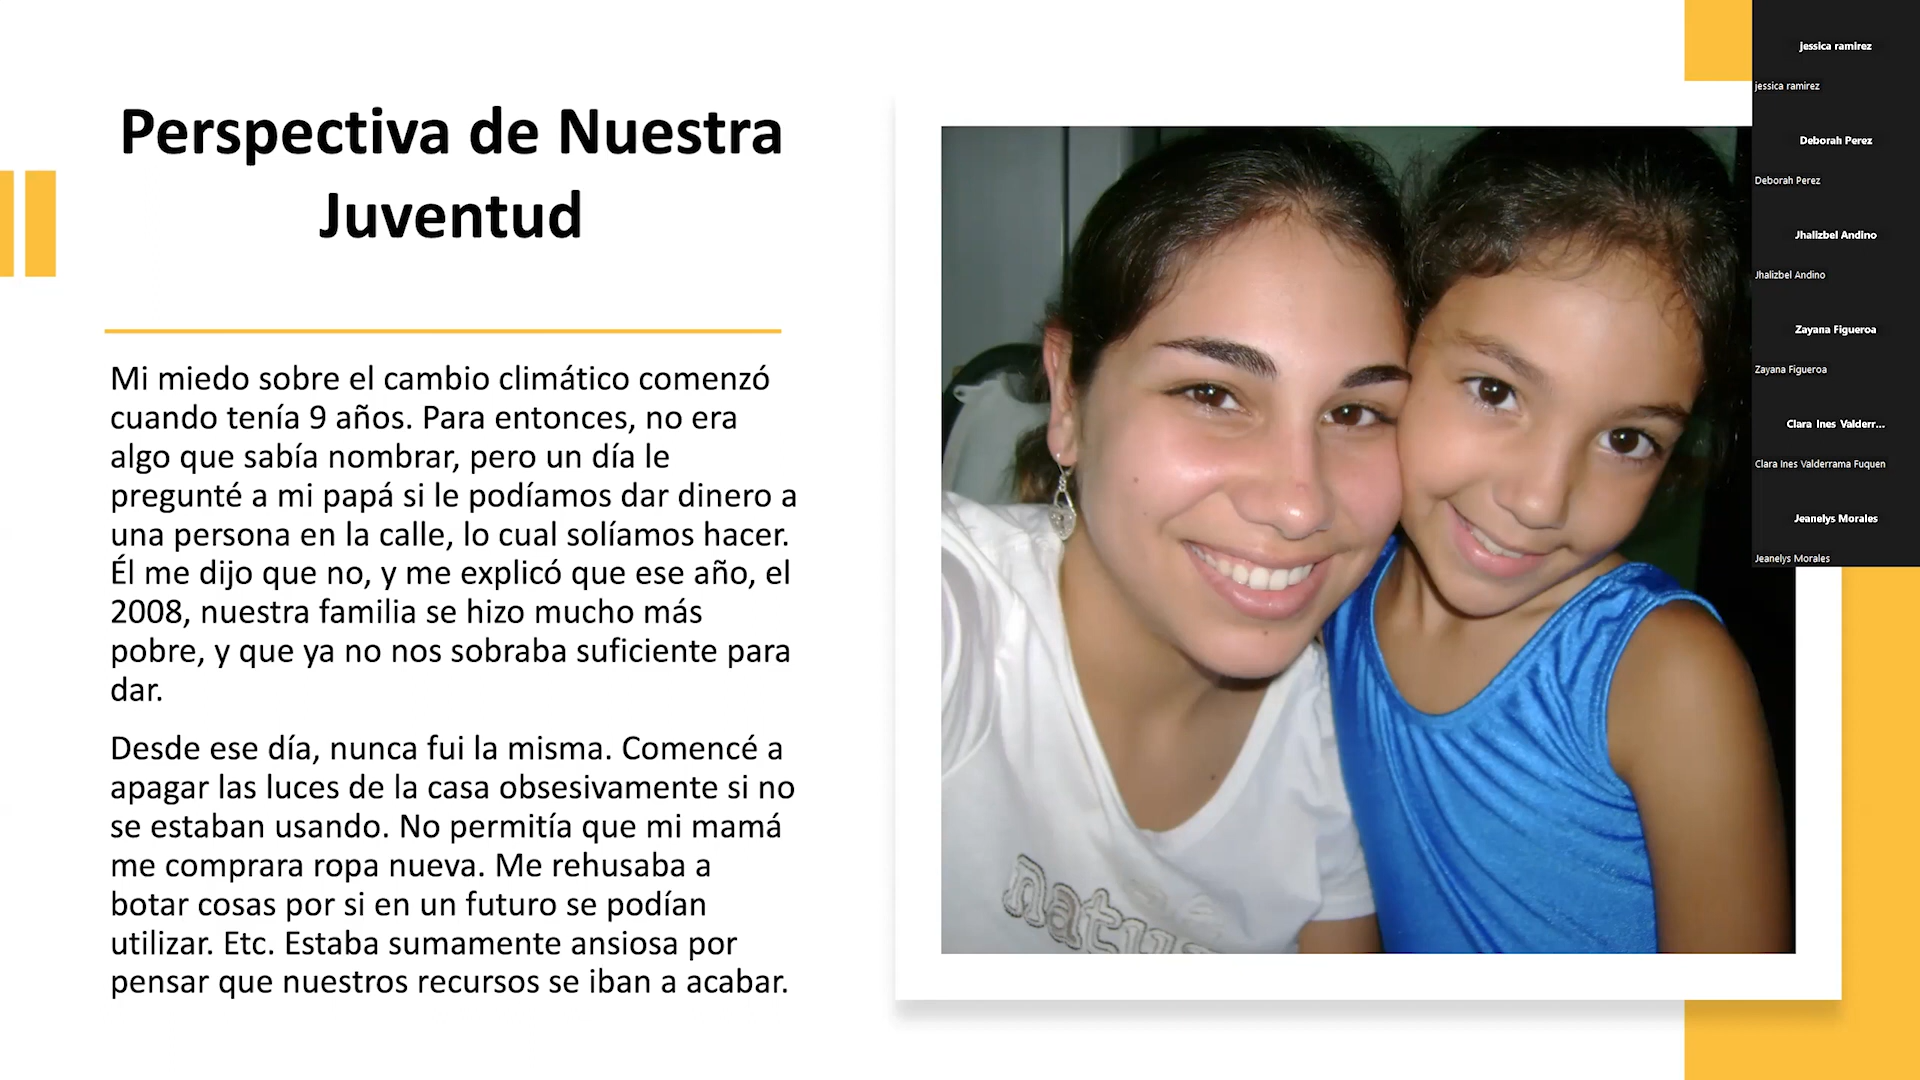 Perspectiva de Nuestra
Juventud
Mi miedo sobre el cambio climático comenzó
cuando tenía 9 años. Para entonces, no era
algo que sabía nombrar, pero un día le
pregunté a mi papá si le podíamos dar dinero a
una persona en la calle, lo cual solíamos hacer.
Él me dijo que no, y me explicó que ese año, el
2008, nuestra familia se hizo mucho más
pobre, y que ya no nos sobraba suficiente para
dar.
Desde ese día, nunca fui la misma. Comencé a
apagar las luces de la casa obsesivamente si no
se estaban usando. No permitía que mi mamá
me comprara ropa nueva. Me rehusaba a
botar cosas por si en un futuro se podían
utilizar. Etc. Estaba sumamente ansiosa por
pensar que nuestros recursos se iban a acabar.
jessica ramirez
jessica ramirez
Deborah Perez
Deborah Perez
Jhalizbel Andino
Jhalizbel Andino
Zayana Figueroa
Zayana Figueroa
Clara Ines Valderr...
Clara Ines Valderrama Fuquen
Jeanelys Morales
Jeanelys Morales